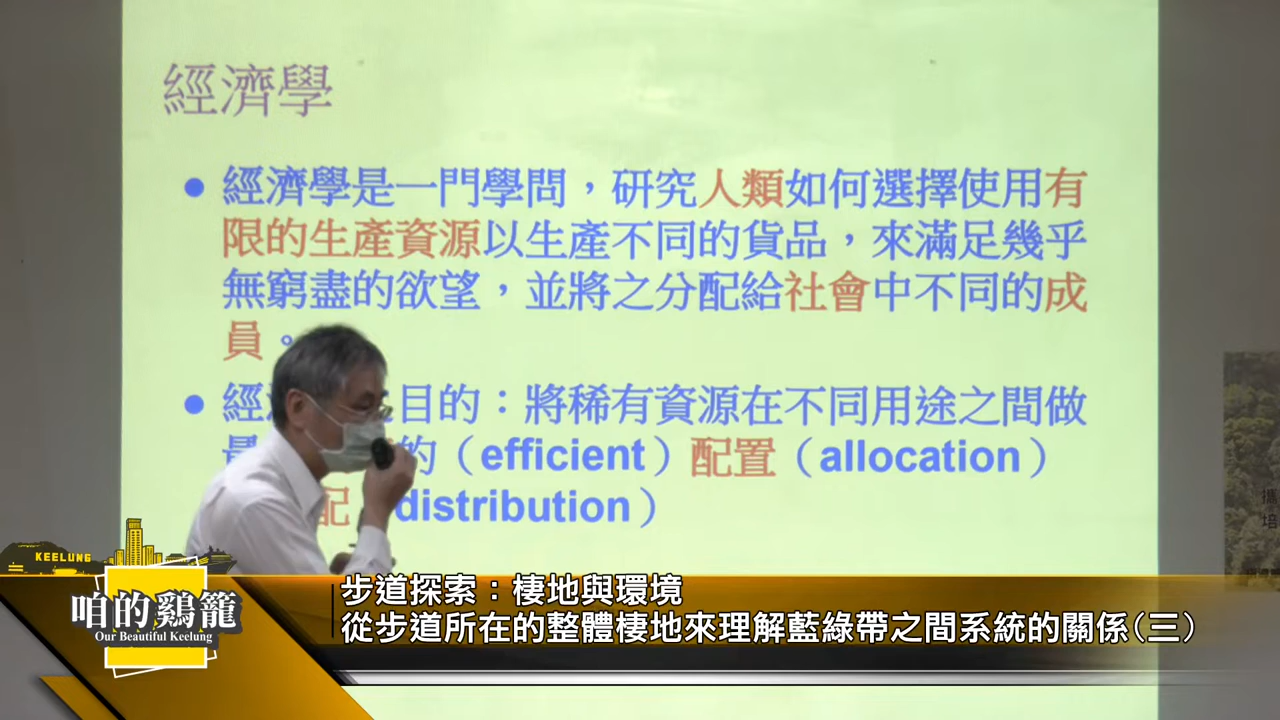 經濟學
經濟學是一門學問，研究人類如何選擇使用有
限的生產資源以生產不同的貨品，來滿足幾乎
無窮盡的欲望，並將之分配給社會中不同的成
員。
經 目的：將稀有資源在不同用途之間做
的（efficient）配置（allocation）
配 distribution）
KEELUNG
咱的鷄籠
Our Beautiful Keelung
步道探索：棲地與環境
從步道所在的整體棲地來理解藍綠帶之間系統的關係(三)